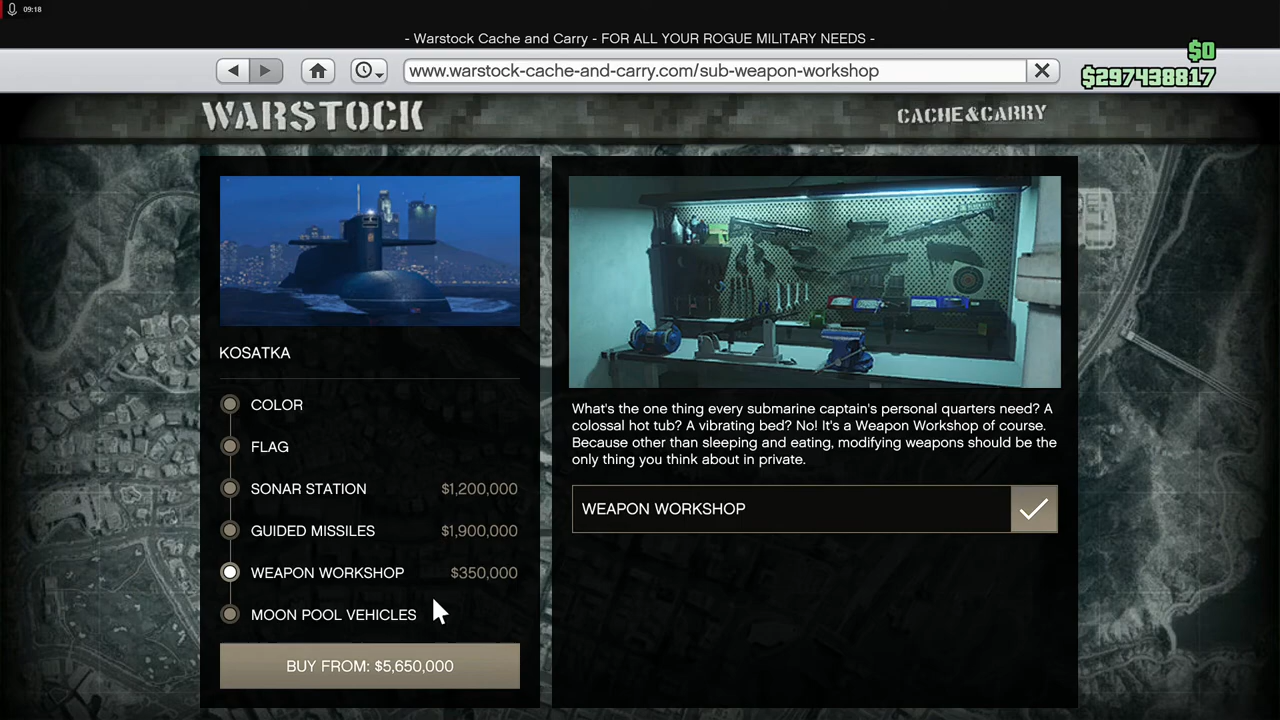 09:18
- Warstock Cache and Carry - FOR ALL YOUR ROGUE MILITARY NEEDS -
$0
www.warstock-cache-and-carry.com/sub-weapon-workshop
$297438817
WARSTOCK
CACHE&CARRY
KOSATKA
COLOR
FLAG
SONAR STATION $1,200,000
GUIDED MISSILES $1,900,000
WEAPON WORKSHOP $350,000
MOON POOL VEHICLES
BUY FROM: $5,650,000
What's the one thing every submarine captain's personal quarters need? A
colossal hot tub? A vibrating bed? No! It's a Weapon Workshop of course.
Because other than sleeping and eating, modifying weapons should be the
only thing you think about in private.
WEAPON WORKSHOP